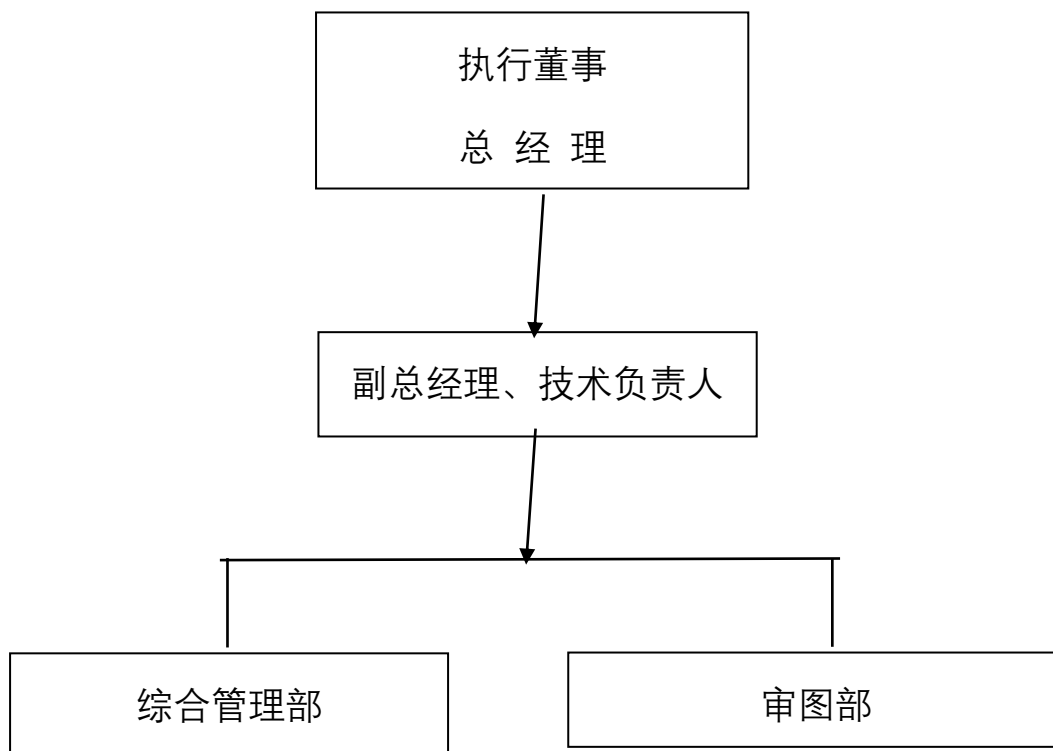 执行董事
总 经 理
副总经理、技术负责人
综合管理部
审图部